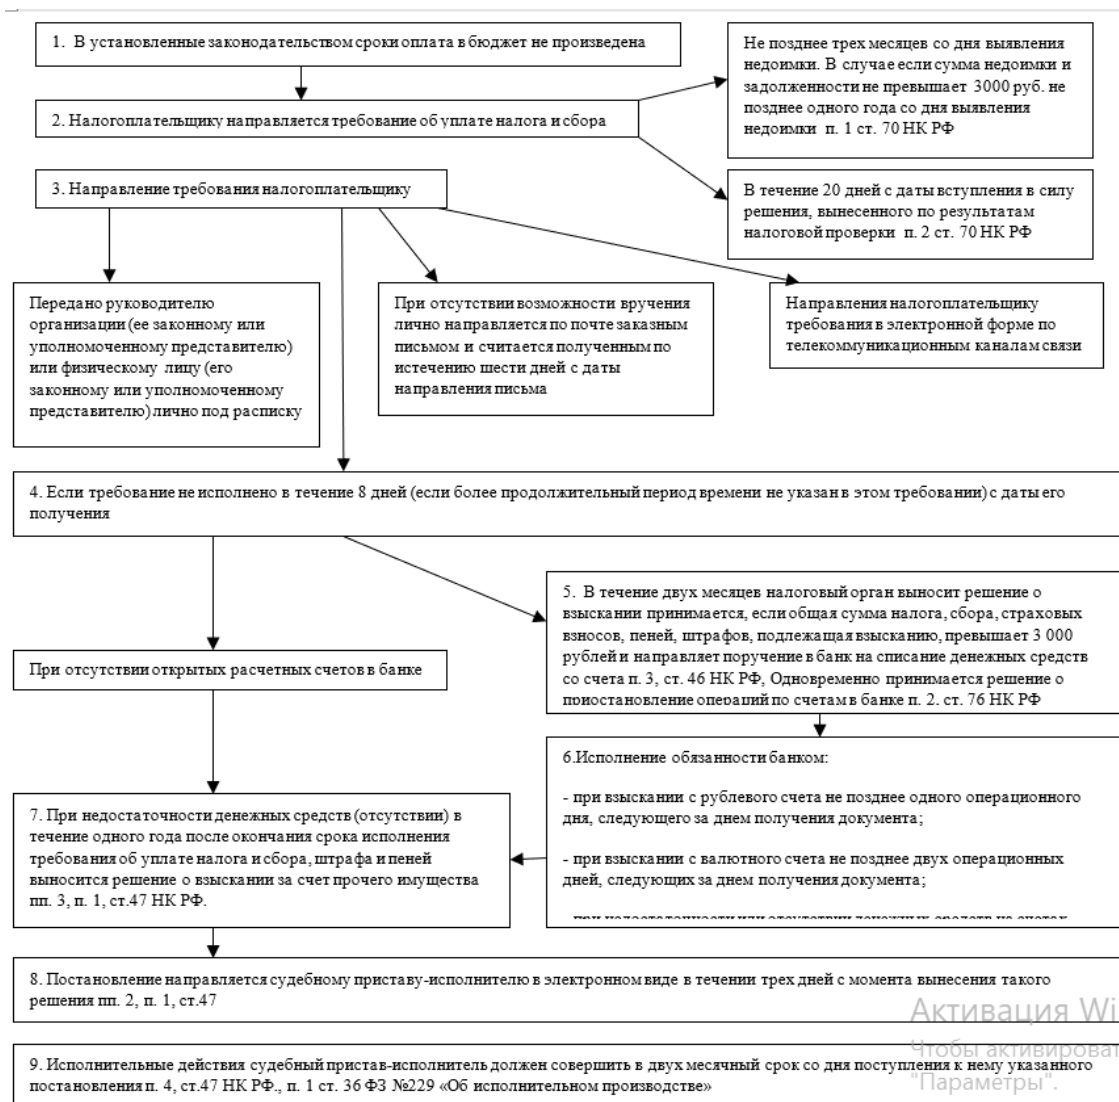 1. В установленные законодательством сроки оплата в бюджет не произведена
Не позднее трех месяцев со дня выявления
недоимки. В случае если сумма недоимки и
задолженности не превышает 3000 руб. не
позднее одного года со дня выявления
недоимки п. 1 ст. 70 НК РФ
2. Налогоплательщику направляется требование об уплате налога и сбора
В течение 20 дней с даты вступления в силу
решения, вынесенного по результатам
налоговой проверки п. 2 ст. 70 НК РФ
3. Направление требования налогоплательщику
Передано руководителю
организации (ее законному или
уполномоченному представителю)
или физическому лицу (его
законному или уполномоченному
представителю) лично под расписку
При отсутствии возможности вручения
лично направляется по почте заказным
письмом и считается полученным по
истечению шести дней с даты
направления письма
Направления налогоплательщику
требования в электронной форме по
телекоммуникационным каналам связи
4. Если требование не исполнено в течение 8 дней (если более продолжительный период времени не указан в этом требовании) с даты его
получения
5. В течение двух месяцев налоговый орган выносит решение о
взыскании принимается, если общая сумма налога, сбора, страховых
взносов, пеней, штрафов, подлежащая взысканию, превышает 3 000
рублей и направляет поручение в банк на списание денежных средств
со счета п. 3, ст. 46 НК РФ, Одновременно принимается решение о
приостановление операций по счетам в банке п. 2. ст. 76 НК РФ
При отсутствии открытых расчетных счетов в банке
6.Исполнение обязанности банком:
- при взыскании с рублевого счета не позднее одного операционного
дня, следующего за днем получения документа;
- при взыскании с валютного счета не позднее двух операционных
дней, следующих за днем получения документа;
- при недостаточности или отсутствии денежных средств на счетах
7. При недостаточности денежных средств (отсутствии) в
течение одного года после окончания срока исполнения
требования об уплате налога и сбора, штрафа и пеней
выносится решение о взыскании за счет прочего имущества
пп. 3, п. 1, ст.47 НК РФ.
8. Постановление направляется судебному приставу-исполнителю в электронном виде в течении трех дней с момента вынесения такого
решения пп. 2, п. 1, ст.47
9. Исполнительные действия судебный пристав-исполнитель должен совершить в двух месячный срок со дня поступления к нему указанного
постановления п. 4, ст.47 НК РФ., п. 1 ст. 36 ФЗ №229 «Об исполнительном производстве»
Активация Wi
Чтобы активироват
"Параметры".